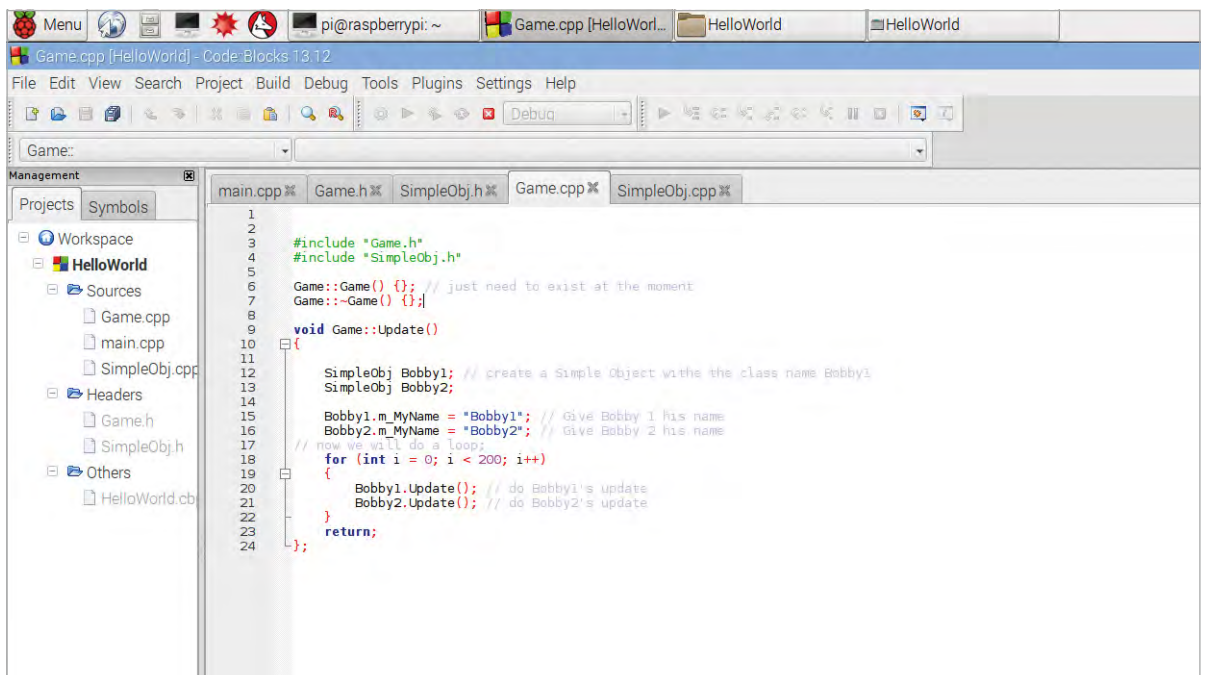 Menu pi@raspberrypi: ~ Game.cpp [HelloWorl... HelloWorld HelloWorld
Game.cpp [HelloWorld] - Code::Blocks 13.12
File Edit View Search Project Build Debug Tools Plugins Settings Help
Debug
Game::
Management
Projects Symbols
Workspace
HelloWorld
Sources
Game.cpp
main.cpp
SimpleObj.cpp
Headers
Game.h
SimpleObj.h
Others
HelloWorld.cb
main.cpp Game.h SimpleObj.h Game.cpp SimpleObj.cpp
1
2
3 #include "Game.h"
4 #include "SimpleObj.h"
5
6 Game::Game() {}; // just need to exist at the moment
7 Game::~Game() {};
8
9 void Game::Update()
10 {
11
12 SimpleObj Bobby1; // create a Simple Object withe the class name Bobby1
13 SimpleObj Bobby2;
14
15 Bobby1.m_MyName = "Bobby1"; // Give Bobby 1 his name
16 Bobby2.m_MyName = "Bobby2"; // Give Bobby 2 his name
17 // now we will do a loop;
18 for (int i = 0; i < 200; i++)
19 {
20 Bobby1.Update(); // do Bobby1's update
21 Bobby2.Update(); // do Bobby2's update
22 }
23 return;
24 };